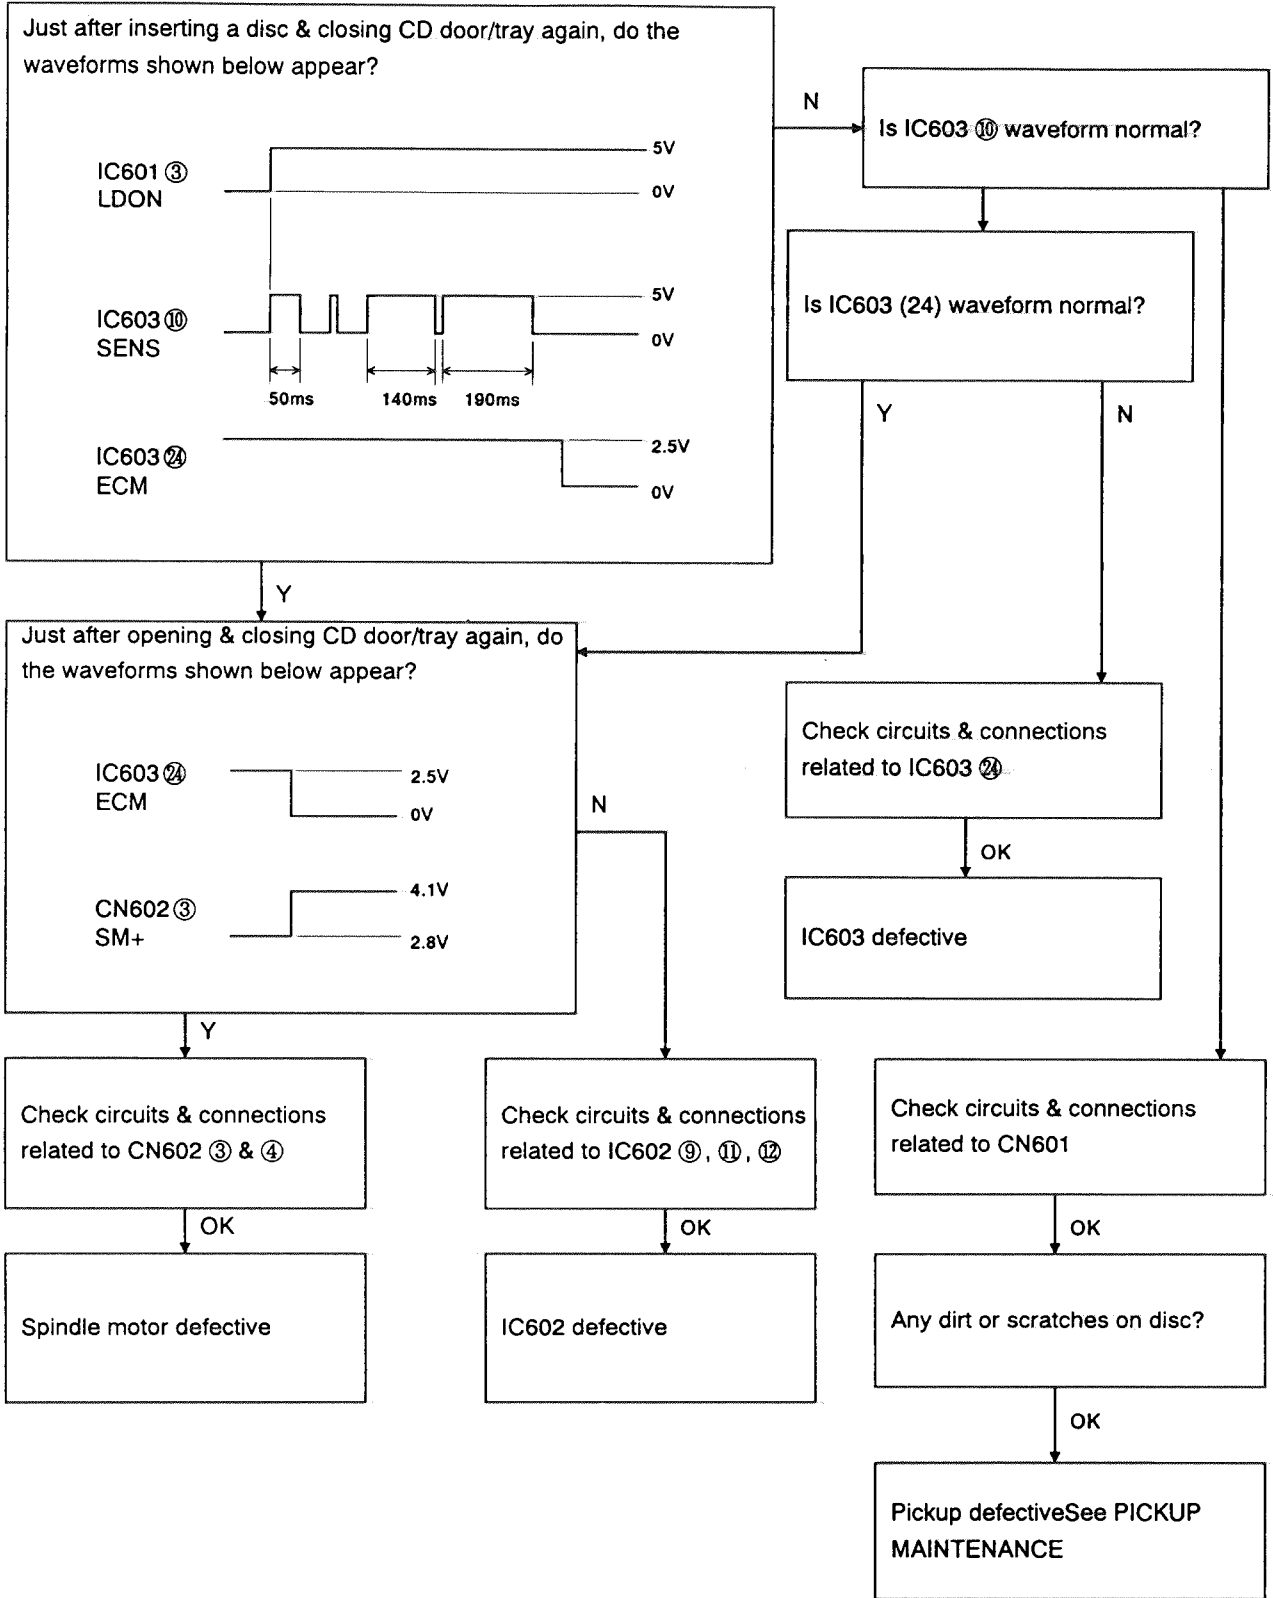 Just after inserting a disc & closing CD door/tray again, do the
waveforms shown below appear?
IC601 ③
LDON
5V
0V
IC603 ⑩
SENS
5V
0V
50ms
140ms
190ms
IC603 ㉔
ECM
2.5V
0V
N
Is IC603 ⑩ waveform normal?
Is IC603 (24) waveform normal?
Y
N
Y
Just after opening & closing CD door/tray again, do
the waveforms shown below appear?
IC603 ㉔
ECM
2.5V
0V
CN602 ③
SM+
4.1V
2.8V
N
Check circuits & connections
related to IC603 ㉔
OK
IC603 defective
Y
Check circuits & connections
related to CN602 ③ & ④
OK
Spindle motor defective
Check circuits & connections
related to IC602 ⑨, ⑪, ⑫
OK
IC602 defective
Check circuits & connections
related to CN601
OK
Any dirt or scratches on disc?
OK
Pickup defectiveSee PICKUP
MAINTENANCE